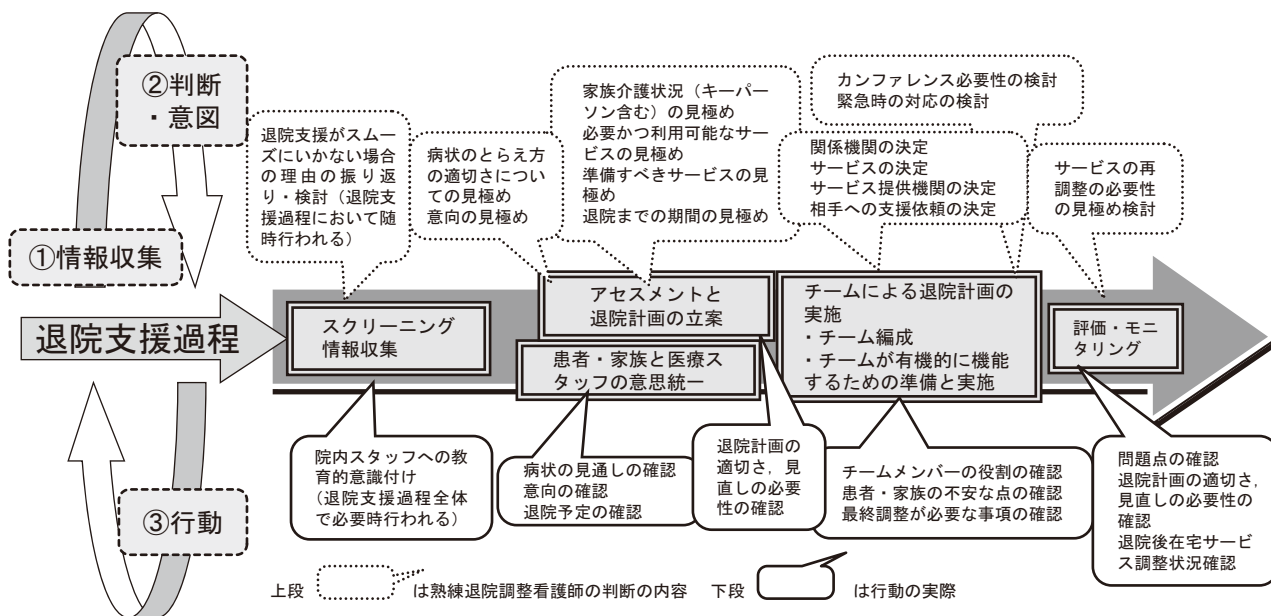 ②判断
・意図
①情報収集
退院支援過程
③行動
退院支援がスムー
ズにいかない場合
の理由の振り返
り・検討（退院支
援過程において随
時行われる）
病状のとらえ方
の適切さについ
ての見極め
意向の見極め
家族介護状況（キーパー
ソン含む）の見極め
必要かつ利用可能なサー
ビスの見極め
準備すべきサービスの見
極め
退院までの期間の見極め
カンファレンス必要性の検討
緊急時の対応の検討
関係機関の決定
サービスの決定
サービス提供機関の決定
相手への支援依頼の決定
サービスの再
調整の必要性
の見極め検討
スクリーニング
情報収集
アセスメントと
退院計画の立案
患者・家族と医療ス
タッフの意思統一
チームによる退院計画の
実施
・チーム編成
・チームが有機的に機能
するための準備と実施
評価・モニ
タリング
院内スタッフへの教
育的意識付け
（退院支援過程全体
で必要時行われる）
病状の見通しの確認
意向の確認
退院予定の確認
退院計画の
適切さ，見
直しの必要
性の確認
チームメンバーの役割の確認
患者・家族の不安な点の確認
最終調整が必要な事項の確認
問題点の確認
退院計画の適切さ，
見直しの必要性の
確認
退院後在宅サービ
ス調整状況確認
上段 は熟練退院調整看護師の判断の内容 下段 は行動の実際